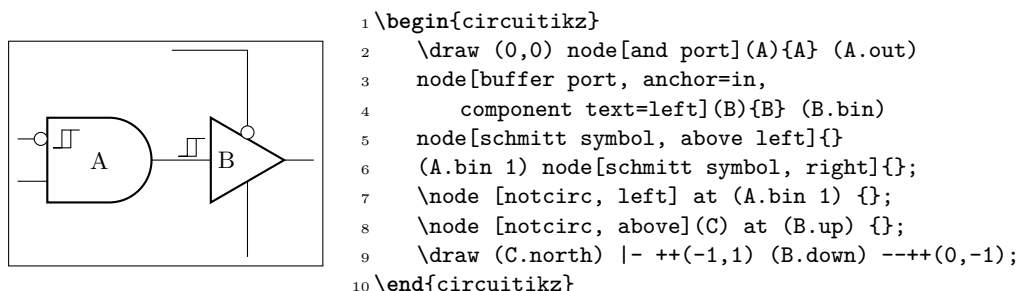 A
B
1 \begin{circuitikz}
2 \draw (0,0) node[and port](A){A} (A.out)
3 node[buffer port, anchor=in,
4 component text=left](B){B} (B.bin)
5 node[schmitt symbol, above left]{}
6 (A.bin 1) node[schmitt symbol, right]{};
7 \node [notcirc, left] at (A.bin 1) {};
8 \node [notcirc, above](C) at (B.up) {};
9 \draw (C.north) |- ++(-1,1) (B.down) --++(0,-1);
10 \end{circuitikz}